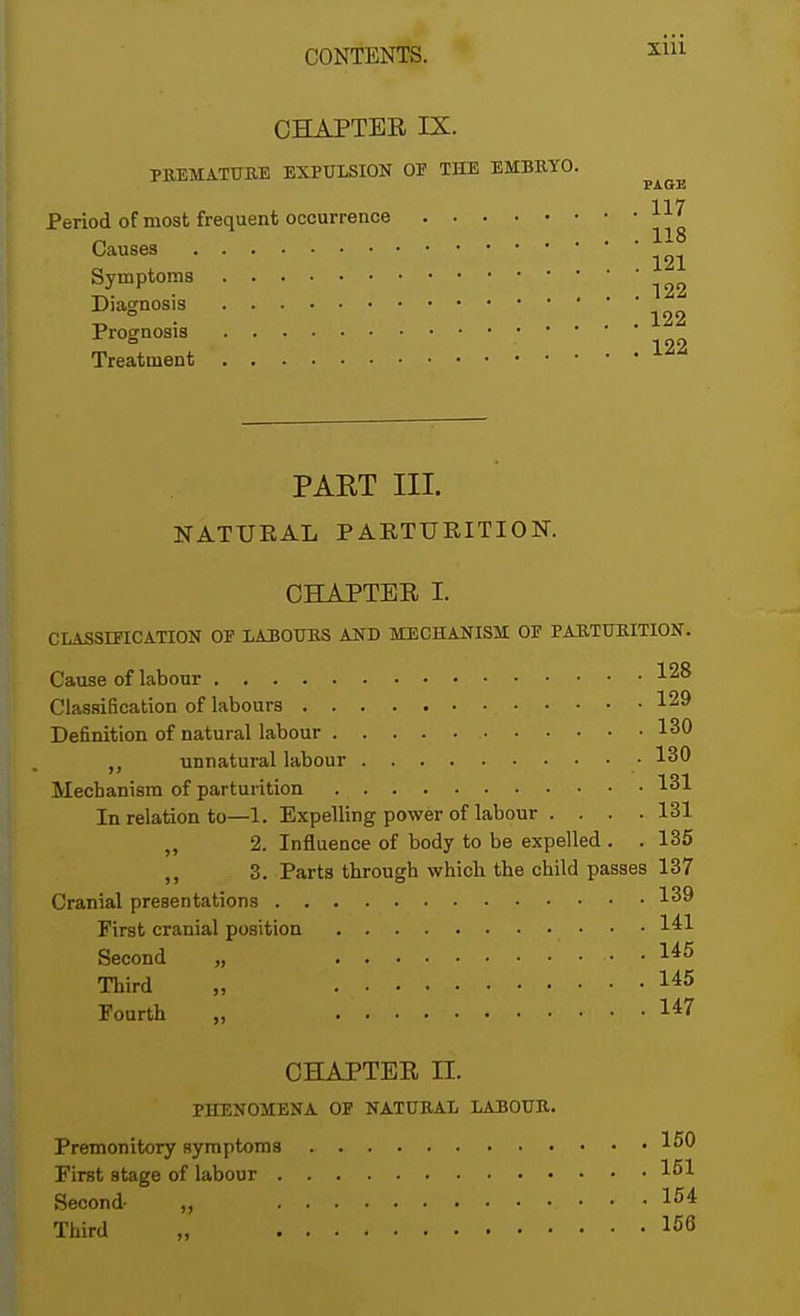 CONTENTS. xiii
CHAPTER IX.
PREMATURE EXPULSION OF THE EMBRYO.
PAGE
Period of most frequent occurrence . . . . . . . . 117
Causes . . . . . . . . . . . . . . . . 118
Symptoms . . . . . . . . . . . . . . . 121
Diagnosis . . . . . . . . . . . . . . . 122
Prognosis . . . . . . . . . . . . . . . 122
Treatment . . . . . . . . . . . . . . . 122
PART III.
NATURAL PARTURITION.
CHAPTER I.
CLASSIFICATION OF LABOURS AND MECHANISM OF PARTURITION.
Cause of labour . . . . . . . . . . . . . . . 128
Classification of labours . . . . . . . . . . . . 129
Definition of natural labour . . . . . . . . . . . 130
,, unnatural labour . . . . . . . . . . 130
Mechanism of parturition . . . . . . . . . . . 131
In relation to—1. Expelling power of labour . . . . 131
,, 2. Influence of body to be expelled . . 135
,, 3. Parts through which the child passes 137
Cranial presentations . . . . . . . . . . . . . 139
First cranial position . . . . . . . . . . . 141
Second „ . . . . . . . . . . . 145
Third ,, . . . . . . . . . . . 145
Fourth ,, . . . . . . . . . . . 147
CHAPTER II.
PHENOMENA OF NATURAL LABOUR.
Premonitory symptoms . . . . . . . . . . . . 150
First stage of labour . . . . . . . . . . . . . 151
Second ,, . . . . . . . . . . . . . 154
Third „ . . . . . . . . . . . . . 156